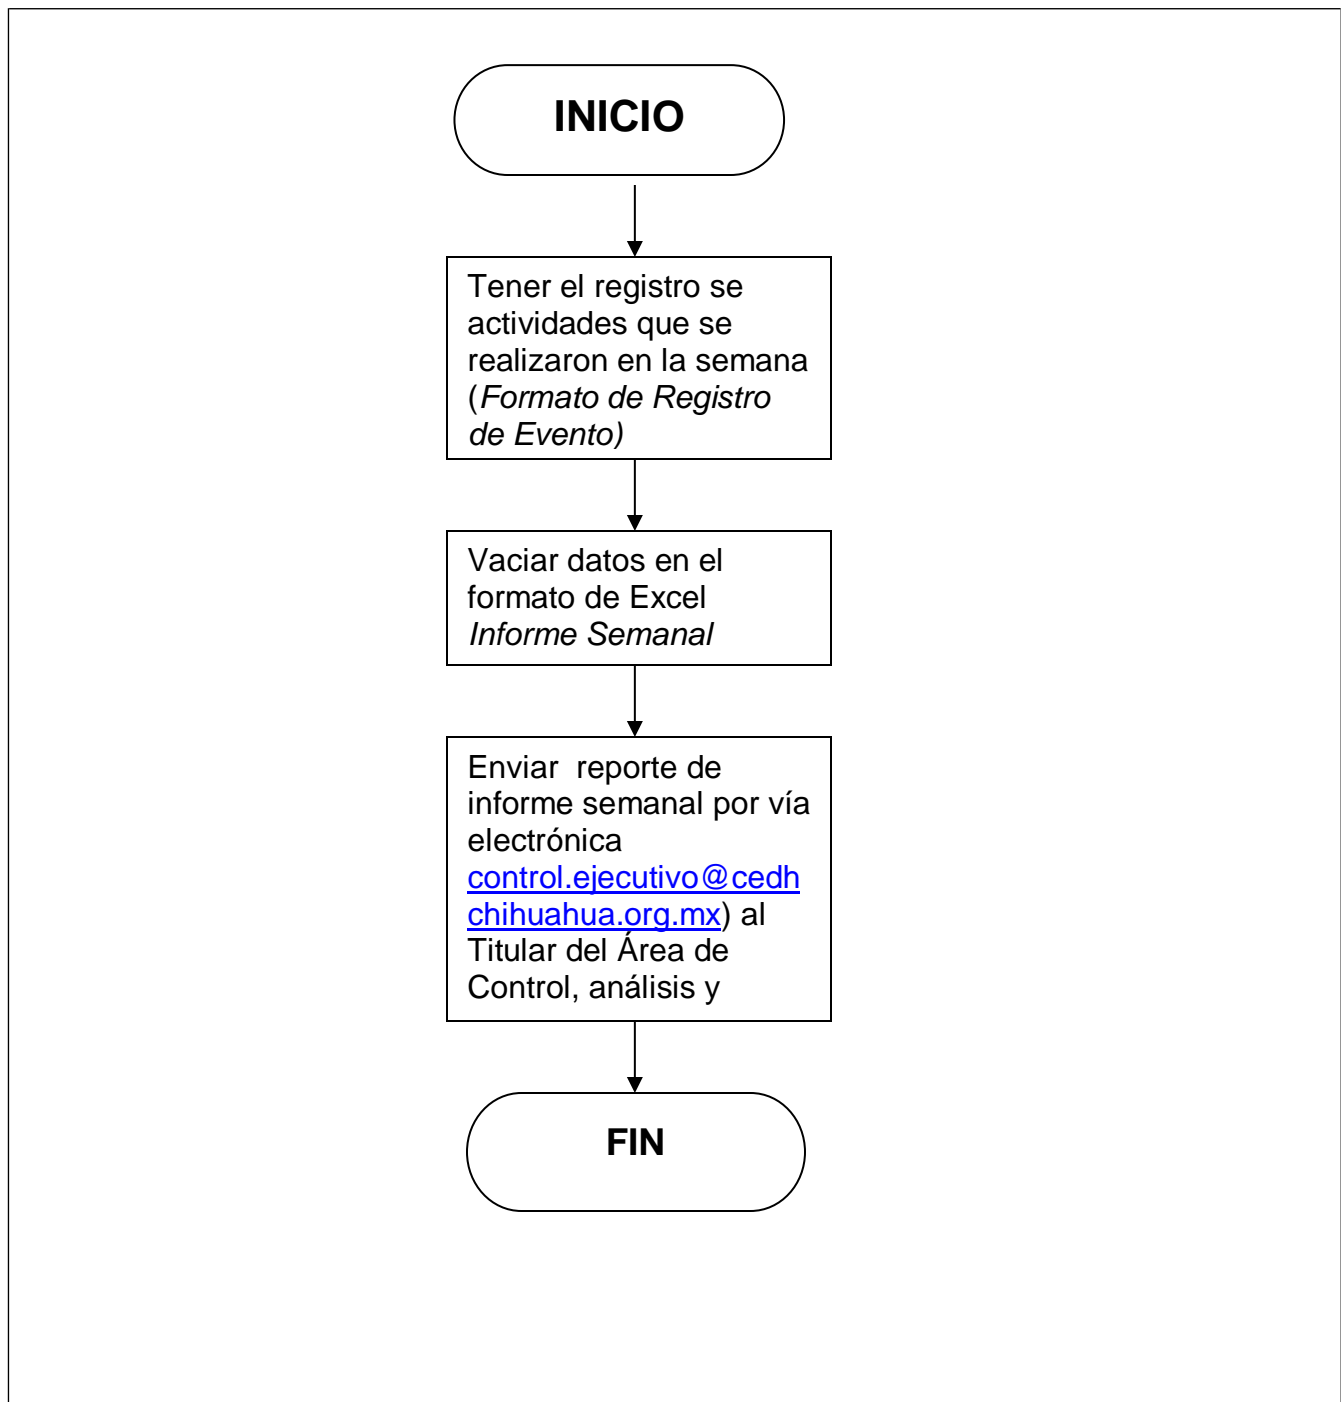 INICIO
Tener el registro se
actividades que se
realizaron en la semana
(Formato de Registro
de Evento)
Vaciar datos en el
formato de Excel
Informe Semanal
Enviar  reporte de
informe semanal por vía
electrónica
control.ejecutivo@cedh
chihuahua.org.mx) al
Titular del Área de
Control, análisis y
FIN